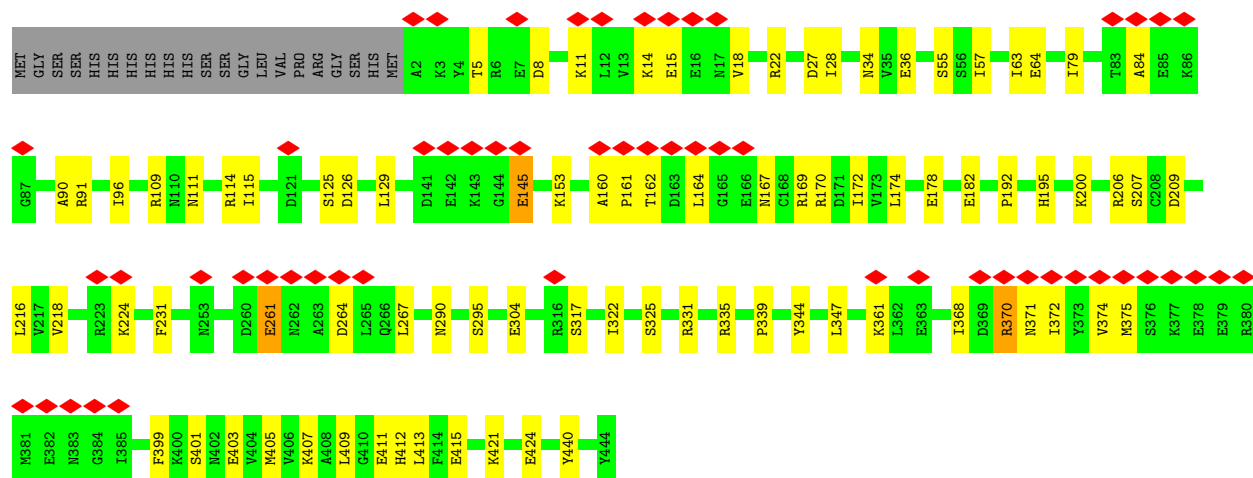 MET GLY SER SER HIS HIS HIS HIS HIS HIS SER SER GLY LEU VAL PRO ARG GLY SER HIS MET A2 K3 Y4 T5 R6 E7 D8 K11 L12 V13 K14 E15 E16 N17 V18 R22 D27 I28 N34 V35 E36 S55 S56 I57 I63 E64 I79 T83 A84 E85 K86
G87 A90 R91 I96 R109 N110 N111 R114 I115 D121 S125 D126 L129 D141 E142 K143 G144 E145 K153 A160 P161 T162 D163 L164 G165 E166 N167 C168 R169 R170 D171 I172 V173 L174 E178 E182 P192 H195 K200 R206 S207 C208 D209
L216 V217 V218 R223 K224 F231 N253 D260 E261 N262 A263 D264 L265 Q266 L267 N290 S295 E304 R316 S317 I322 S325 R331 R335 P339 Y344 L347 K361 L362 E363 I368 D369 R370 N371 I372 Y373 V374 M375 S376 K377 E378 E379 R380
M381 E382 N383 G384 I385 F399 K400 S401 N402 E403 V404 M405 V406 K407 A408 L409 G410 E411 H412 L413 F414 E415 K421 E424 Y440 Y444